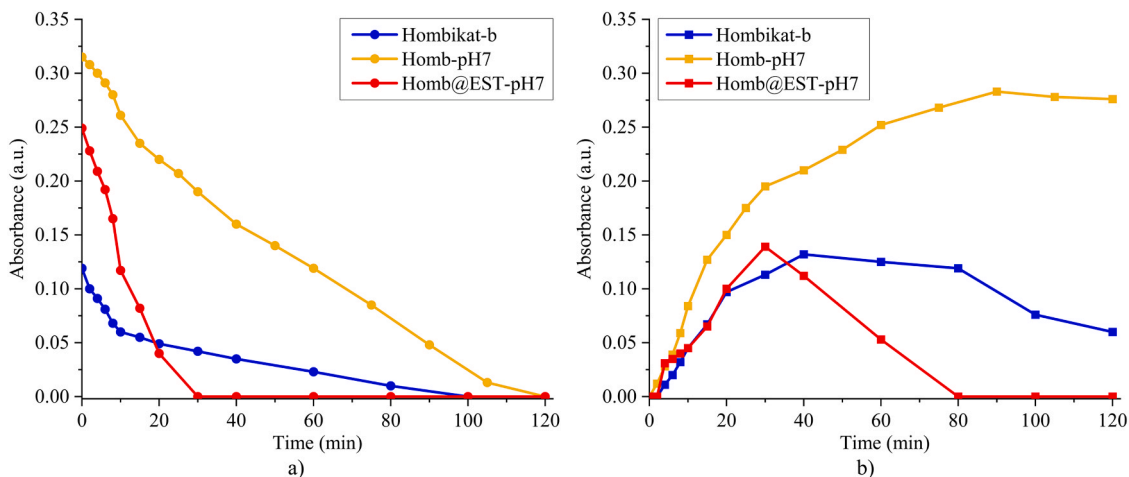 0.35
0.30
0.25
0.20
0.15
0.10
0.05
0.00
Absorbance (a.u.)
Hombikat-b
Homb-pH7
Homb@EST-pH7
0 20 40 60 80 100 120
Time (min)
a)
0.35
0.30
0.25
0.20
0.15
0.10
0.05
0.00
Absorbance (a.u.)
Hombikat-b
Homb-pH7
Homb@EST-pH7
0 20 40 60 80 100 120
Time (min)
b)